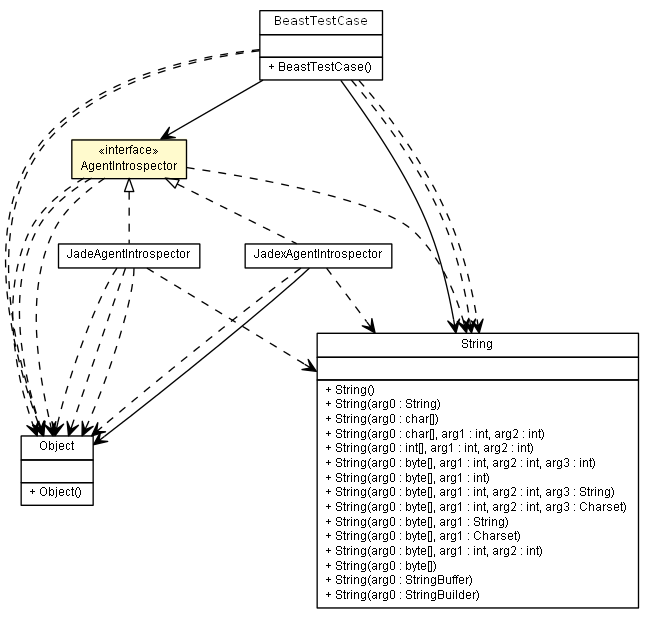 BeastTestCase
+ BeastTestCase()
«interface»
AgentIntrospector
JadeAgentIntrospector
JadexAgentIntrospector
String
+ String()
+ String(arg0 : String)
+ String(arg0 : char[])
+ String(arg0 : char[], arg1 : int, arg2 : int)
+ String(arg0 : int[], arg1 : int, arg2 : int)
+ String(arg0 : byte[], arg1 : int, arg2 : int, arg3 : int)
+ String(arg0 : byte[], arg1 : int)
+ String(arg0 : byte[], arg1 : int, arg2 : int, arg3 : String)
+ String(arg0 : byte[], arg1 : int, arg2 : int, arg3 : Charset)
+ String(arg0 : byte[], arg1 : String)
+ String(arg0 : byte[], arg1 : Charset)
+ String(arg0 : byte[], arg1 : int, arg2 : int)
+ String(arg0 : byte[])
+ String(arg0 : StringBuffer)
+ String(arg0 : StringBuilder)
Object
+ Object()